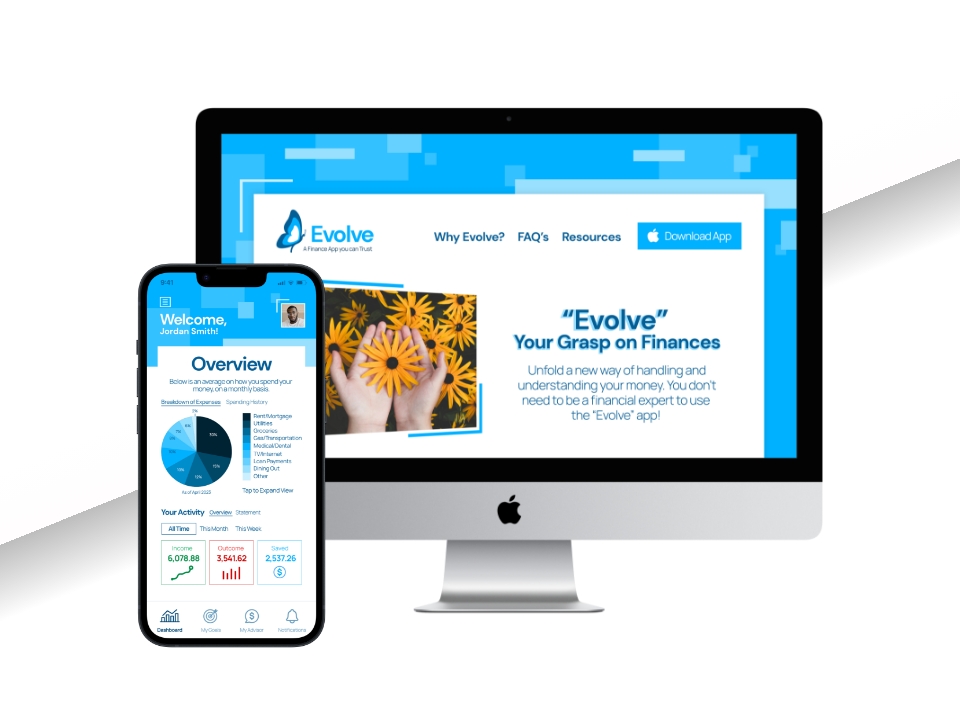 Evolve
A Finance App you can Trust
Why Evolve? FAQ's Resources Download App
“Evolve”
Your Grasp on Finances
Unfold a new way of handling and
understanding your money. You don't
need to be a financial expert to use
the “Evolve” app!
9:41
Welcome,
Jordan Smith!
Overview
Below is an average on how you spend your
money, on a monthly basis.
Breakdown of Expenses Spending History
30%
15%
Rent/Mortgage
Utilities
Groceries
Gas/Transportation
Medical/Dental
TV/Internet
Loan Payments
Dining Out
Other
As of April 2023
Tap to Expand View
Your Activity Overview Statement
All Time This Month This Week
Income Outcome Saved
6,078.88 3,541.62 2,537.26
Dashboard My Goals My Advisor Notifications